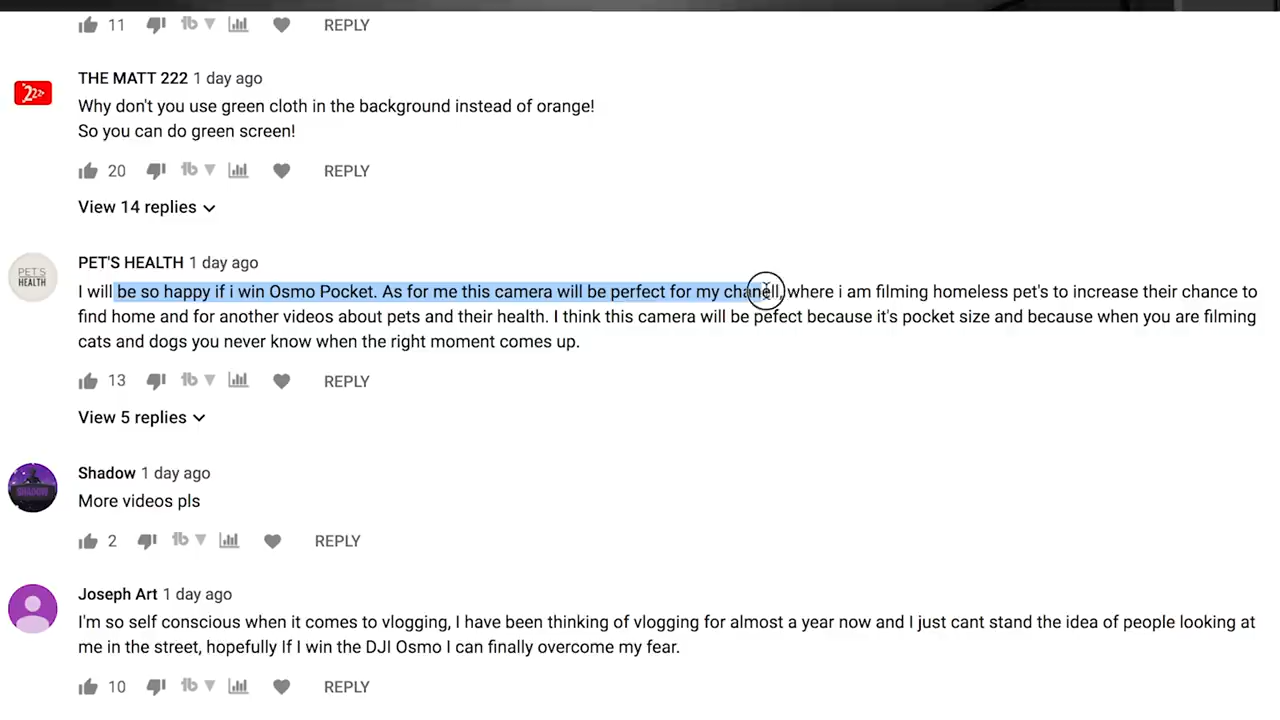 11 REPLY
THE MATT 222 1 day ago
Why don't you use green cloth in the background instead of orange!
So you can do green screen!
20 REPLY
View 14 replies
PET'S HEALTH
PET'S HEALTH 1 day ago
I will be so happy if i win Osmo Pocket. As for me this camera will be perfect for my chanell, where i am filming homeless pet's to increase their chance to
find home and for another videos about pets and their health. I think this camera will be pefect because it's pocket size and because when you are filming
cats and dogs you never know when the right moment comes up.
13 REPLY
View 5 replies
SHADOW
Shadow 1 day ago
More videos pls
2 REPLY
Joseph Art 1 day ago
I'm so self conscious when it comes to vlogging, I have been thinking of vlogging for almost a year now and I just cant stand the idea of people looking at
me in the street, hopefully If I win the DJI Osmo I can finally overcome my fear.
10 REPLY